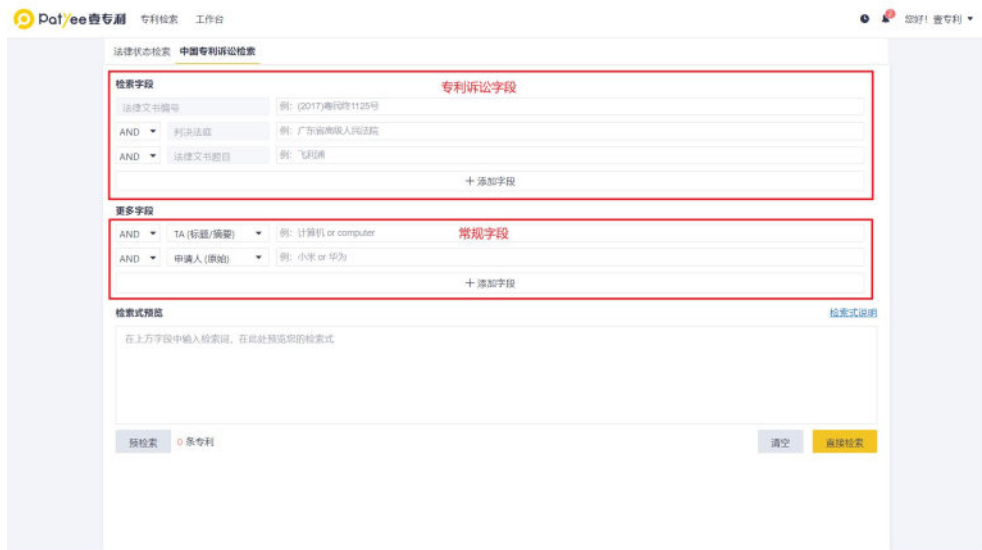 Patyee壹专利 专利检索 工作台 您好！壹专利
法律状态检索 中国专利诉讼检索
检索字段 专利诉讼字段
法律文书编号 例：(2017)粤民终1125号
AND 判决法庭 例：广东省高级人民法院
AND 法律文书题目 例：飞利浦
+ 添加字段
更多字段
AND TA (标题/摘要) 例：计算机 or computer 常规字段
AND 申请人 (原始) 例：小米 or 华为
+ 添加字段
检索式预览 检索式说明
在上方字段中输入检索词，在此处预览您的检索式
预检索 0 条专利 清空 直接检索